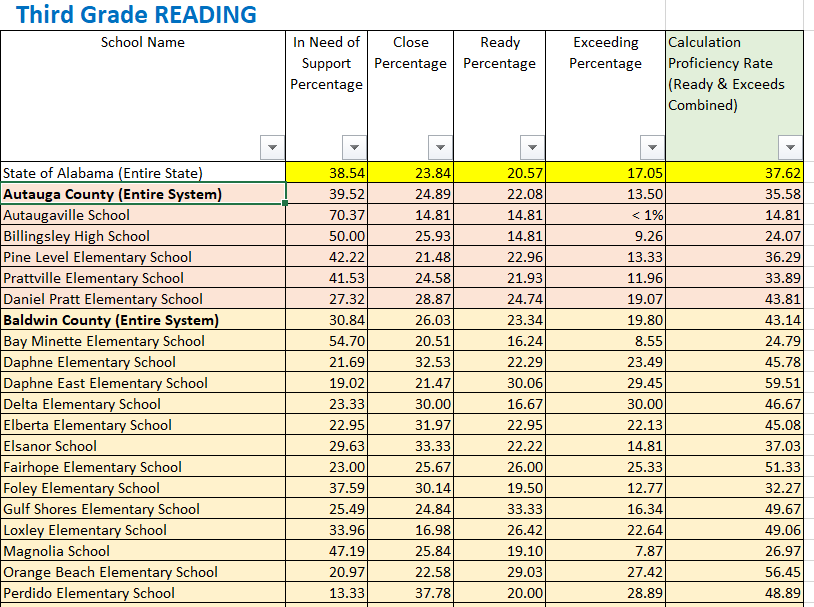 Third Grade READING
School Name In Need of Support Percentage Close Percentage Ready Percentage Exceeding Percentage Calculation Proficiency Rate (Ready & Exceeds Combined)
State of Alabama (Entire State) 38.54 23.84 20.57 17.05 37.62
Autauga County (Entire System) 39.52 24.89 22.08 13.50 35.58
Autaugaville School 70.37 14.81 14.81 < 1% 14.81
Billingsley High School 50.00 25.93 14.81 9.26 24.07
Pine Level Elementary School 42.22 21.48 22.96 13.33 36.29
Prattville Elementary School 41.53 24.58 21.93 11.96 33.89
Daniel Pratt Elementary School 27.32 28.87 24.74 19.07 43.81
Baldwin County (Entire System) 30.84 26.03 23.34 19.80 43.14
Bay Minette Elementary School 54.70 20.51 16.24 8.55 24.79
Daphne Elementary School 21.69 32.53 22.29 23.49 45.78
Daphne East Elementary School 19.02 21.47 30.06 29.45 59.51
Delta Elementary School 23.33 30.00 16.67 30.00 46.67
Elberta Elementary School 22.95 31.97 22.95 22.13 45.08
Elsanor School 29.63 33.33 22.22 14.81 37.03
Fairhope Elementary School 23.00 25.67 26.00 25.33 51.33
Foley Elementary School 37.59 30.14 19.50 12.77 32.27
Gulf Shores Elementary School 25.49 24.84 33.33 16.34 49.67
Loxley Elementary School 33.96 16.98 26.42 22.64 49.06
Magnolia School 47.19 25.84 19.10 7.87 26.97
Orange Beach Elementary School 20.97 22.58 29.03 27.42 56.45
Perdido Elementary School 13.33 37.78 20.00 28.89 48.89